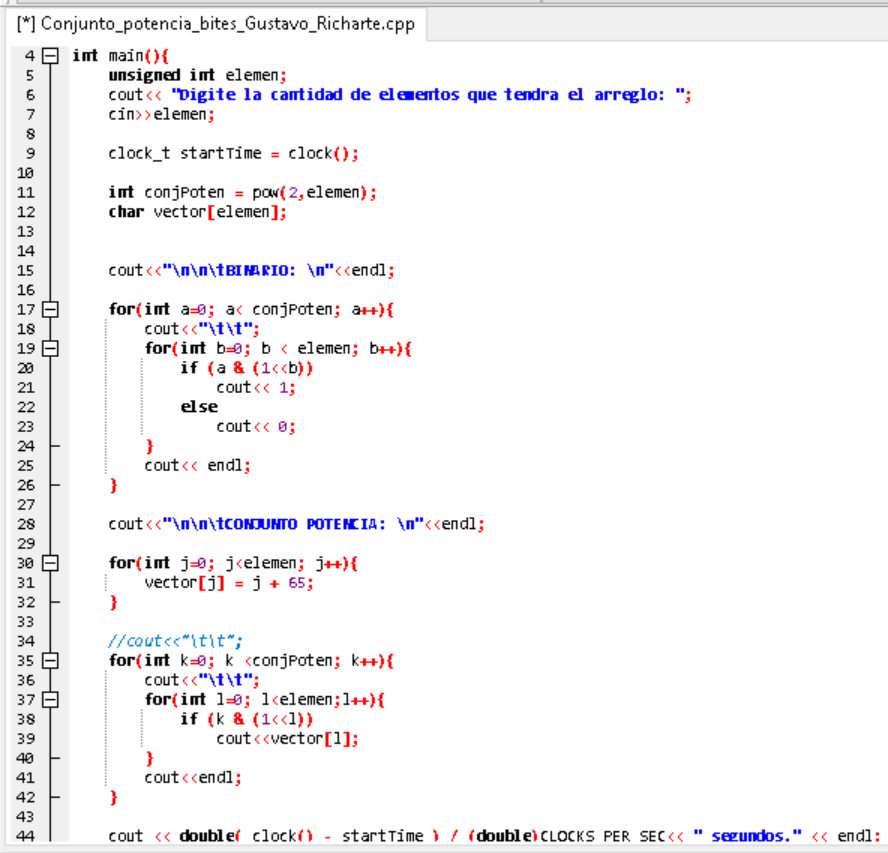 [*] Conjunto_potencia_bites_Gustavo_Richarte.cpp
4 int main(){
5 unsigned int elemen;
6 cout<< "Digite la cantidad de elementos que tendra el arreglo: ";
7 cin>>elemen;
8
9 clock_t startTime = clock();
10
11 int conjPoten = pow(2,elemen);
12 char vector[elemen];
13
14
15 cout<<"\n\n\tBINARIO: \n"<<endl;
16
17 for(int a=0; a< conjPoten; a++){
18 cout<<"\t\t";
19 for(int b=0; b < elemen; b++){
20 if (a & (1<<b))
21 cout<< 1;
22 else
23 cout<< 0;
24 }
25 cout<< endl;
26 }
27
28 cout<<"\n\n\tCONJUNTO POTENCIA: \n"<<endl;
29
30 for(int j=0; j<elemen; j++){
31 vector[j] = j + 65;
32 }
33
34 //cout<<"\t\t";
35 for(int k=0; k <conjPoten; k++){
36 cout<<"\t\t";
37 for(int l=0; l<elemen;l++){
38 if (k & (1<<l))
39 cout<<vector[l];
40 }
41 cout<<endl;
42 }
43
44 cout << double( clock() - startTime ) / (double)CLOCKS_PER_SEC<< " segundos." << endl;